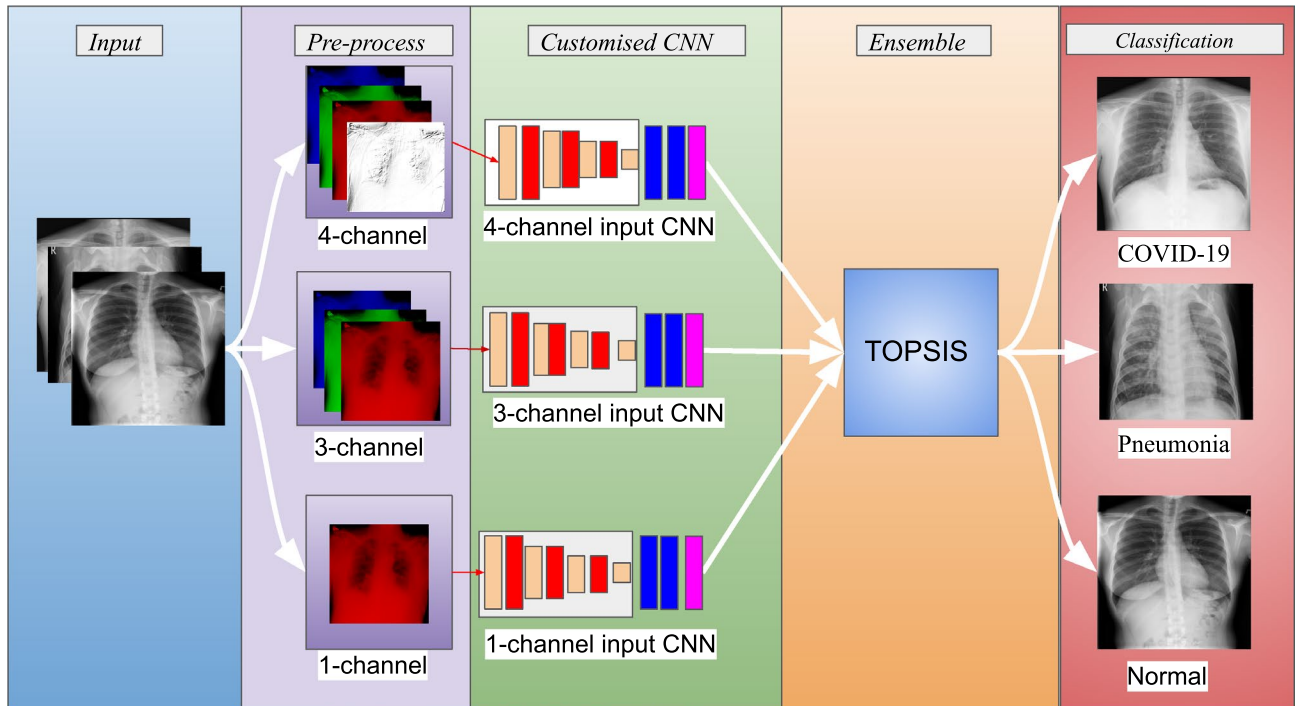 Input
Pre-process
Customised CNN
Ensemble
Classification
4-channel
4-channel input CNN
COVID-19
R
3-channel
3-channel input CNN
TOPSIS
R
Pneumonia
1-channel
1-channel input CNN
Normal